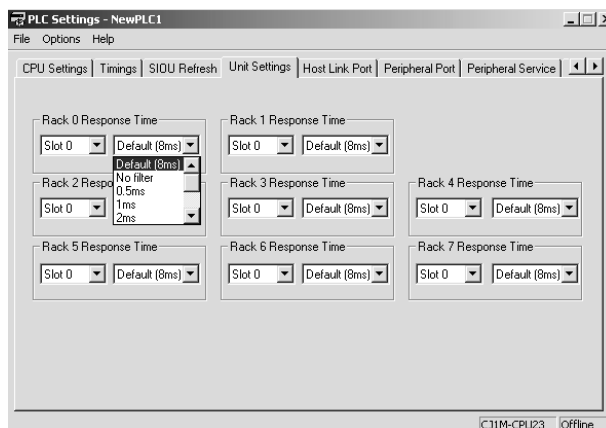 PLC Settings - NewPLC1
File Options Help
CPU Settings Timings SIOU Refresh Unit Settings Host Link Port Peripheral Port Peripheral Service
Rack 0 Response Time Rack 1 Response Time
Slot 0 Default (8ms) Slot 0 Default (8ms)
Default (8ms)
No filter
0.5ms
1ms
2ms
Rack 2 Respo Rack 3 Response Time Rack 4 Response Time
Slot 0 Slot 0 Default (8ms) Slot 0 Default (8ms)
Rack 5 Response Time Rack 6 Response Time Rack 7 Response Time
Slot 0 Default (8ms) Slot 0 Default (8ms) Slot 0 Default (8ms)
CJ1M-CPU23 Offline